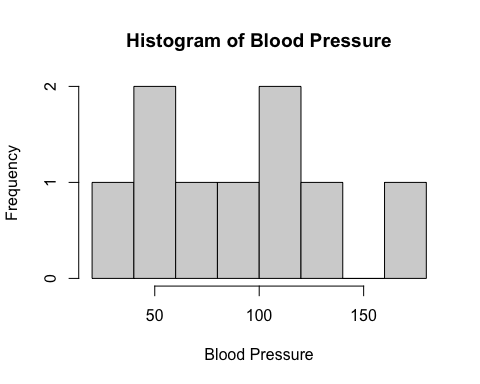 Histogram of Blood Pressure
Frequency
2
1
0
50 100 150
Blood Pressure